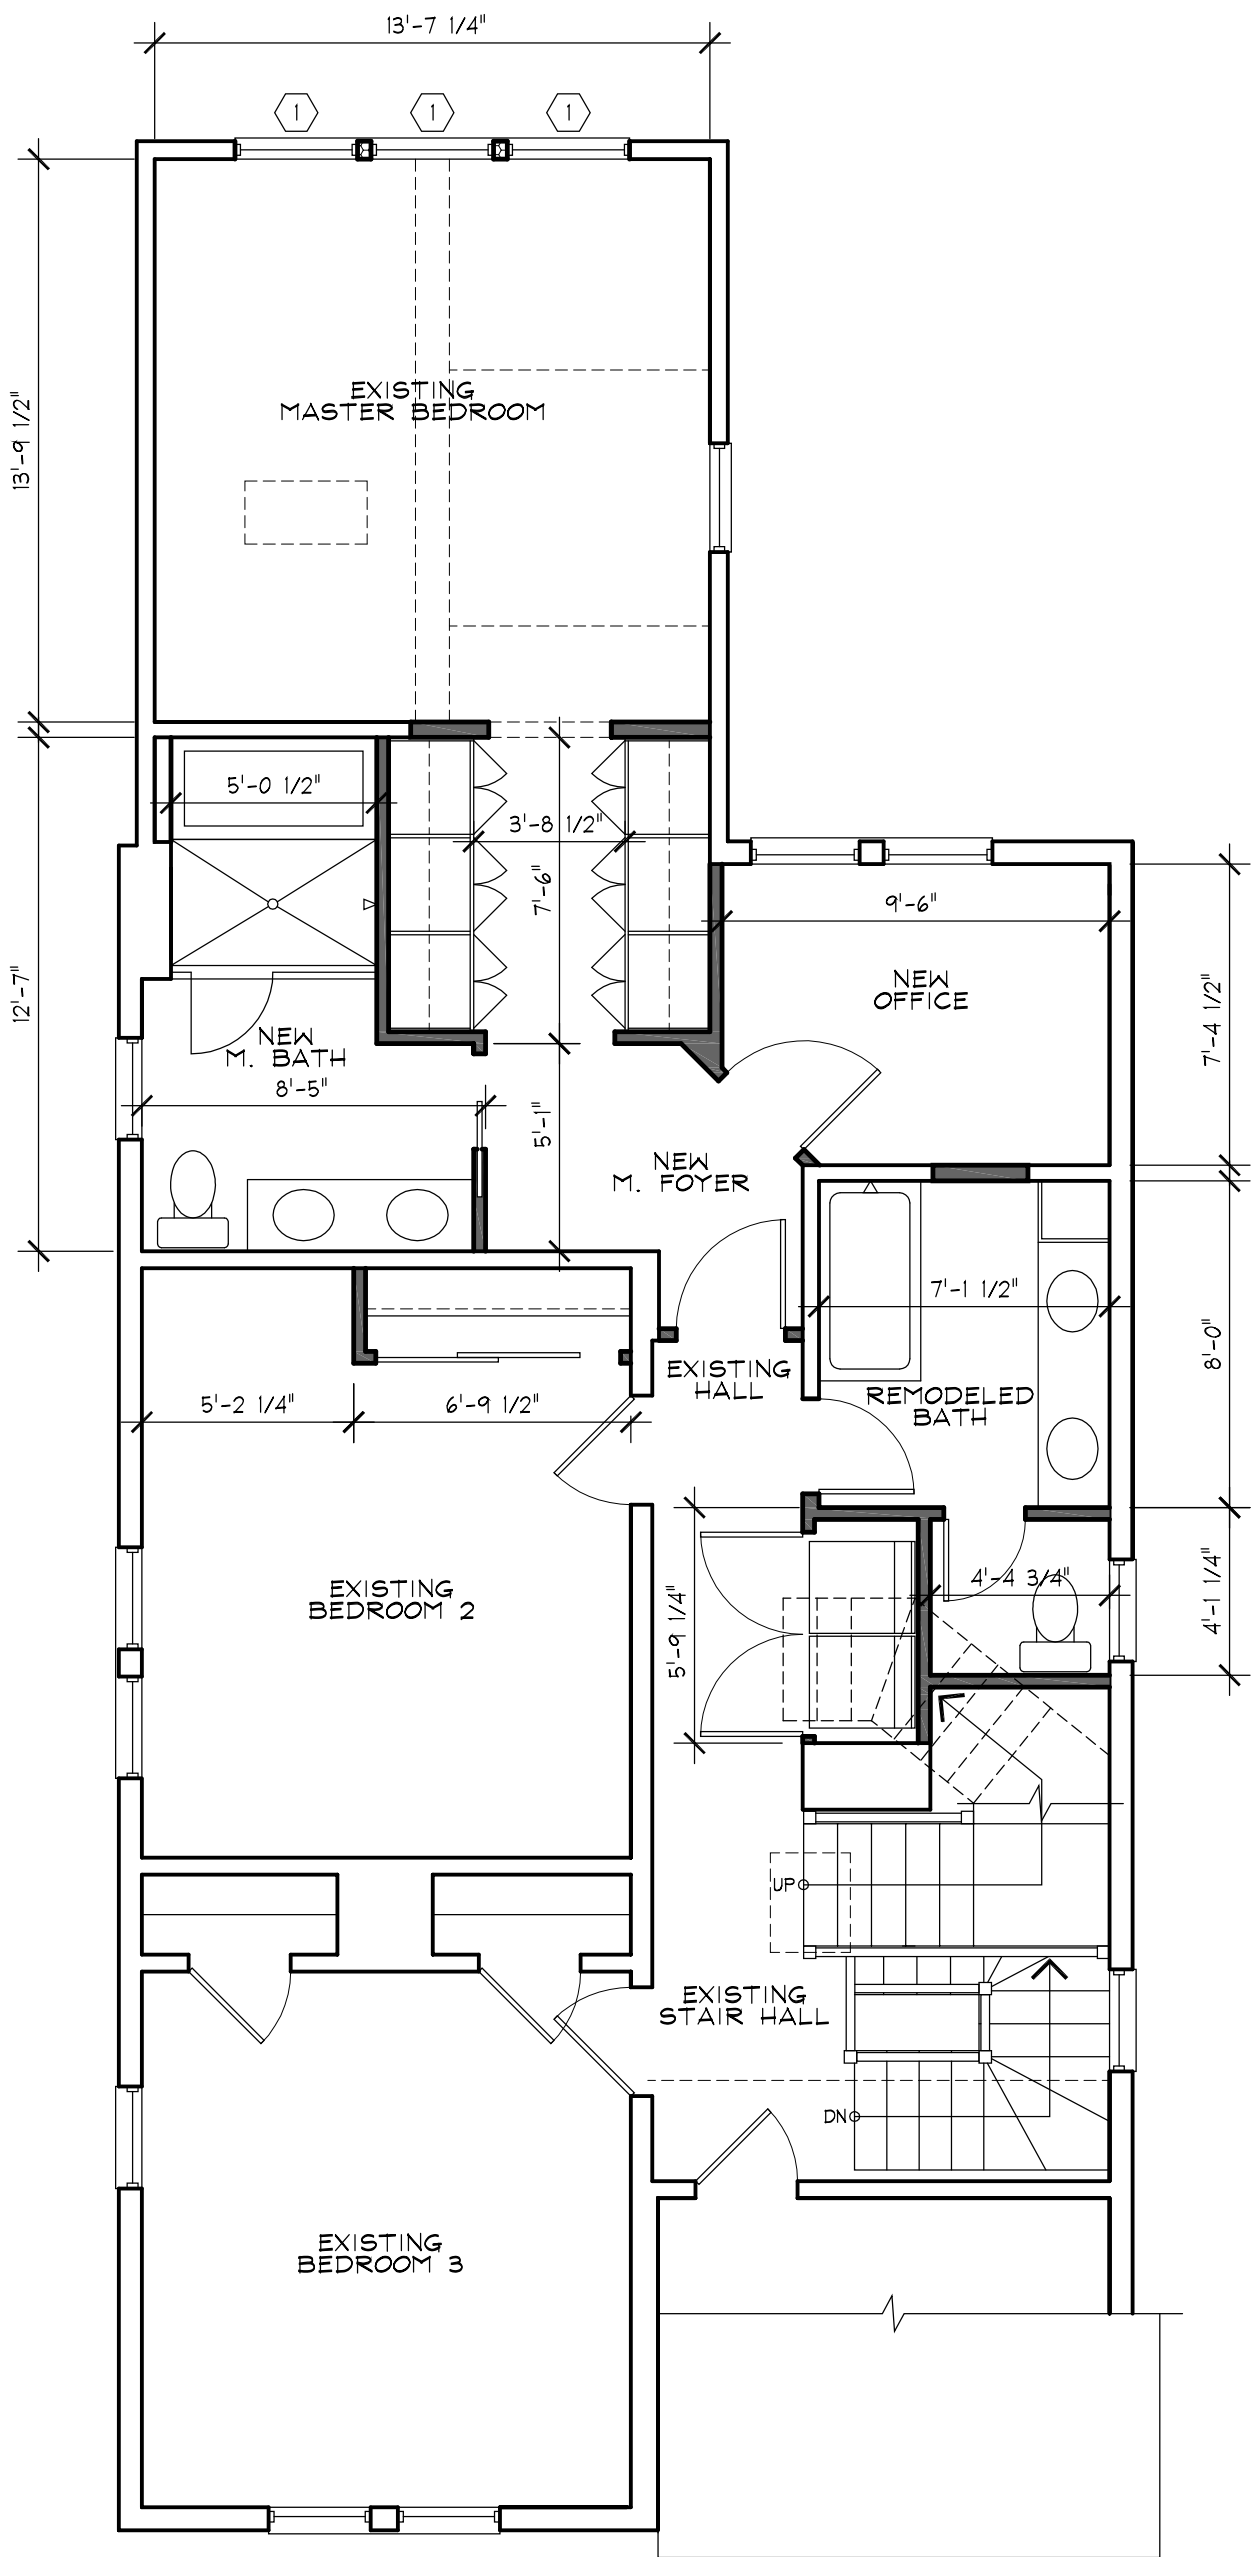 13'-7 1/4"
1 1 1
13'-9 1/2"
EXISTING
MASTER BEDROOM
5'-0 1/2"
3'-8 1/2"
7'-6"
9'-6"
12'-7"
NEW
OFFICE
7'-4 1/2"
NEW
M. BATH
8'-5"
5'-1"
NEW
M. FOYER
7'-1 1/2"
8'-0"
EXISTING
HALL
REMODELED
BATH
5'-2 1/4"
6'-9 1/2"
EXISTING
BEDROOM 2
5'-9 1/4"
4'-4 3/4"
4'-1 1/4"
UP
EXISTING
STAIR HALL
DN
EXISTING
BEDROOM 3